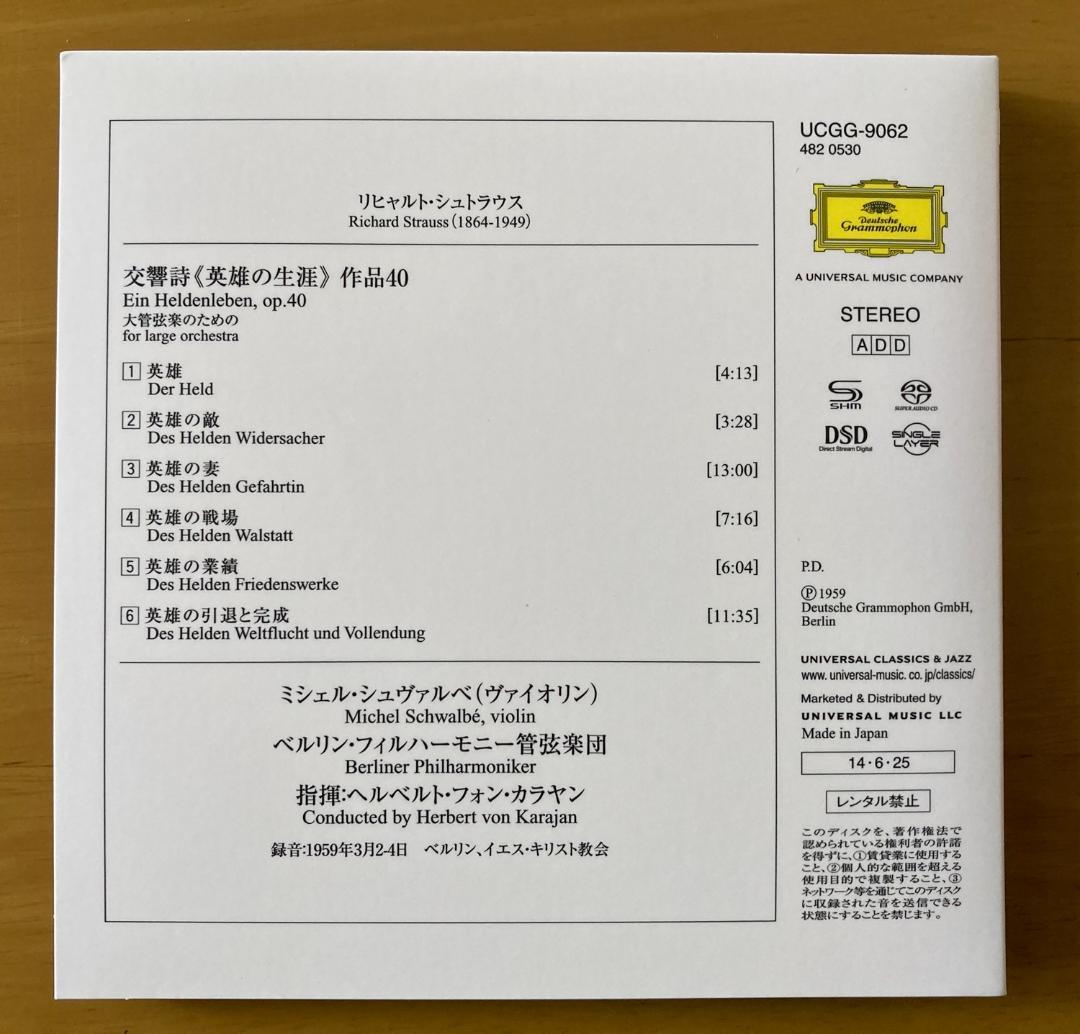 リヒャルト・シュトラウス
Richard Strauss (1864-1949)
交響詩《英雄の生涯》 作品40
Ein Heldenleben, op.40
大管弦楽のための
for large orchestra
1 英雄 [4:13]
Der Held
2 英雄の敵 [3:28]
Des Helden Widersacher
3 英雄の妻 [13:00]
Des Helden Gefahrtin
4 英雄の戦場 [7:16]
Des Helden Walstatt
5 英雄の業績 [6:04]
Des Helden Friedenswerke
6 英雄の引退と完成 [11:35]
Des Helden Weltflucht und Vollendung
ミシェル・シュヴァルベ(ヴァイオリン)
Michel Schwalbé, violin
ベルリン・フィルハーモニー管弦楽団
Berliner Philharmoniker
指揮:ヘルベルト・フォン・カラヤン
Conducted by Herbert von Karajan
録音:1959年3月2-4日 ベルリン、イエス・キリスト教会
UCGG-9062
482 0530
Deutsche
Grammophon
A UNIVERSAL MUSIC COMPANY
STEREO
ADD
SHM
SUPER AUDIO CD
DSD
Direct Stream Digital
SINGLE
LAYER
P.D.
Ⓟ 1959
Deutsche Grammophon GmbH,
Berlin
UNIVERSAL CLASSICS & JAZZ
www. universal-music. co. jp/classics/
Marketed & Distributed by
UNIVERSAL MUSIC LLC
Made in Japan
14・6・25
レンタル禁止
このディスクを、著作権法で
認められている権利者の許諾
を得ずに、①賃貸業に使用する
こと、②個人的な範囲を超える
使用目的で複製すること、③
ネットワーク等を通じてこのディスク
に収録された音を送信できる
状態にすることを禁じます。